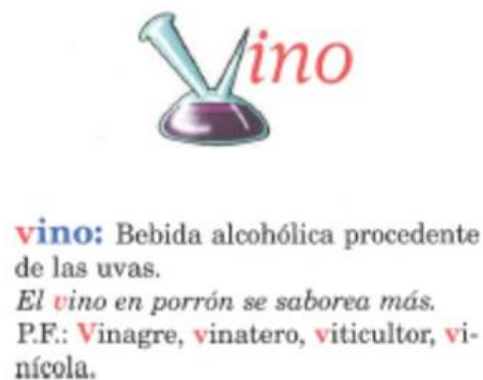 Vino
vino: Bebida alcohólica procedente
de las uvas.
El vino en porrón se saborea más.
P.F.: Vinagre, vinatero, viticultor, vi-
nícola.